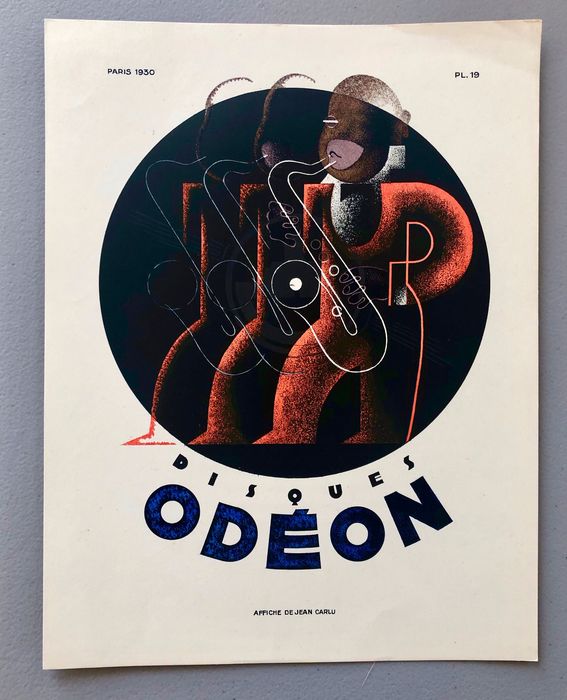 PARIS 1930
PL. 19
DISQUES
ODÉON
AFFICHE DE JEAN CARLU